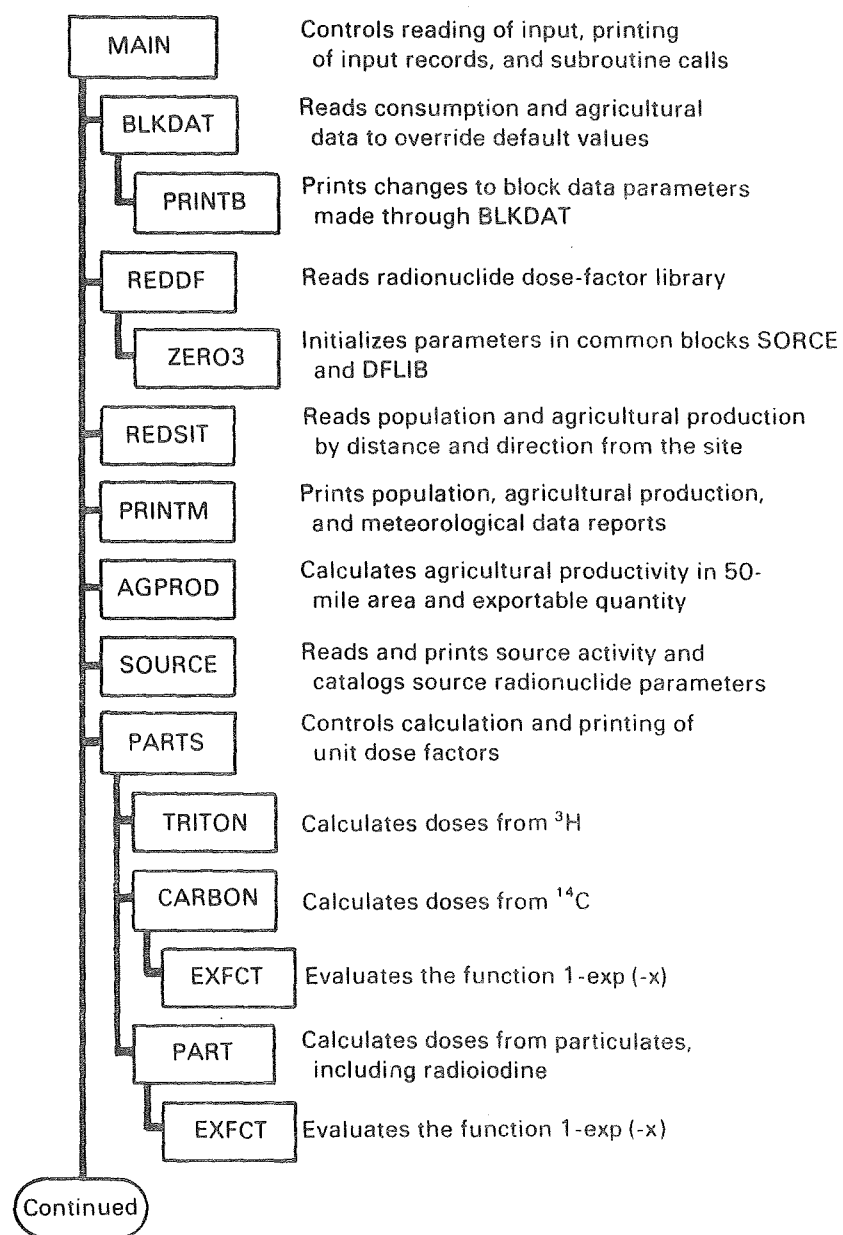 MAIN
Controls reading of input, printing
of input records, and subroutine calls
BLKDAT
Reads consumption and agricultural
data to override default values
PRINTB
Prints changes to block data parameters
made through BLKDAT
REDDF
Reads radionuclide dose-factor library
ZERO3
Initializes parameters in common blocks SORCE
and DFLIB
REDSIT
Reads population and agricultural production
by distance and direction from the site
PRINTM
Prints population, agricultural production,
and meteorological data reports
AGPROD
Calculates agricultural productivity in 50-
mile area and exportable quantity
SOURCE
Reads and prints source activity and
catalogs source radionuclide parameters
PARTS
Controls calculation and printing of
unit dose factors
TRITON
Calculates doses from ³H
CARBON
Calculates doses from ¹⁴C
EXFCT
Evaluates the function 1-exp (-x)
PART
Calculates doses from particulates,
including radioiodine
EXFCT
Evaluates the function 1-exp (-x)
Continued